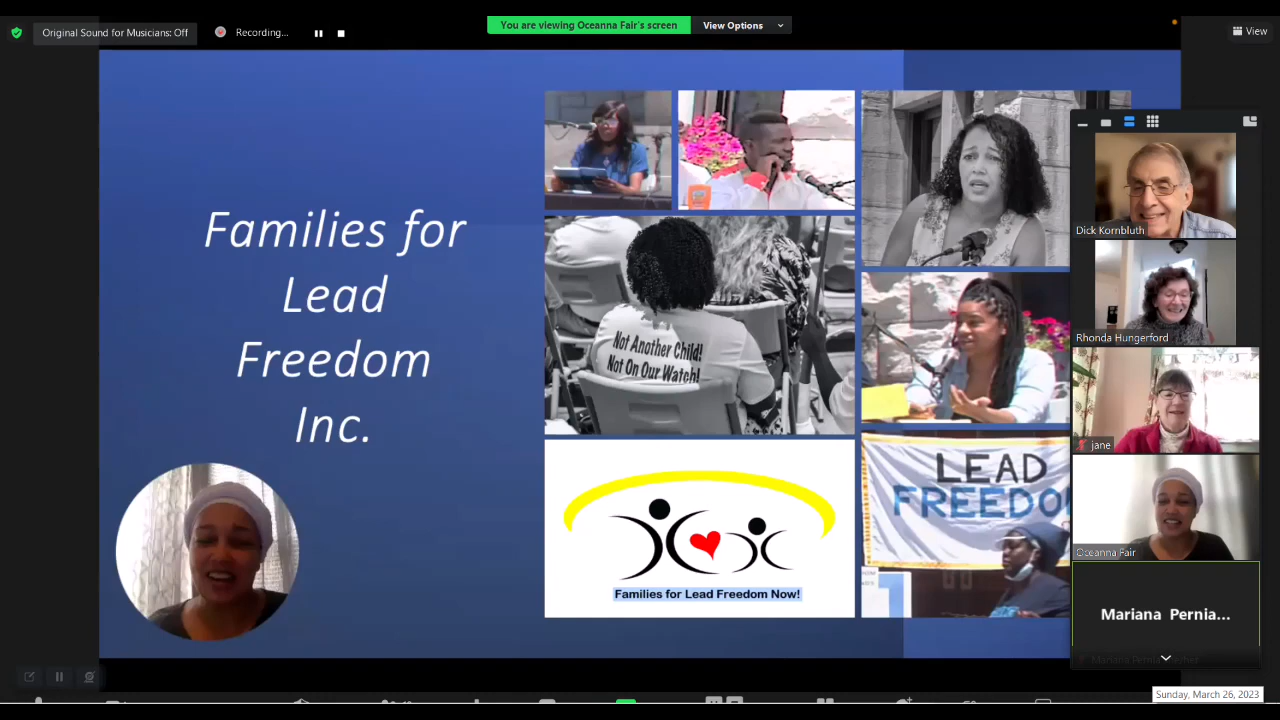 Original Sound for Musicians: Off
Recording...
You are viewing Oceanna Fair's screen
View Options
View
Families for
Lead
Freedom
Inc.
Not Another Child!
Not On Our Watch!
Families for Lead Freedom Now!
LEAD
FREEDO
Dick Kornbluth
Rhonda Hungerford
jane
Oceanna Fair
Mariana Pernia...
Sunday, March 26, 2023